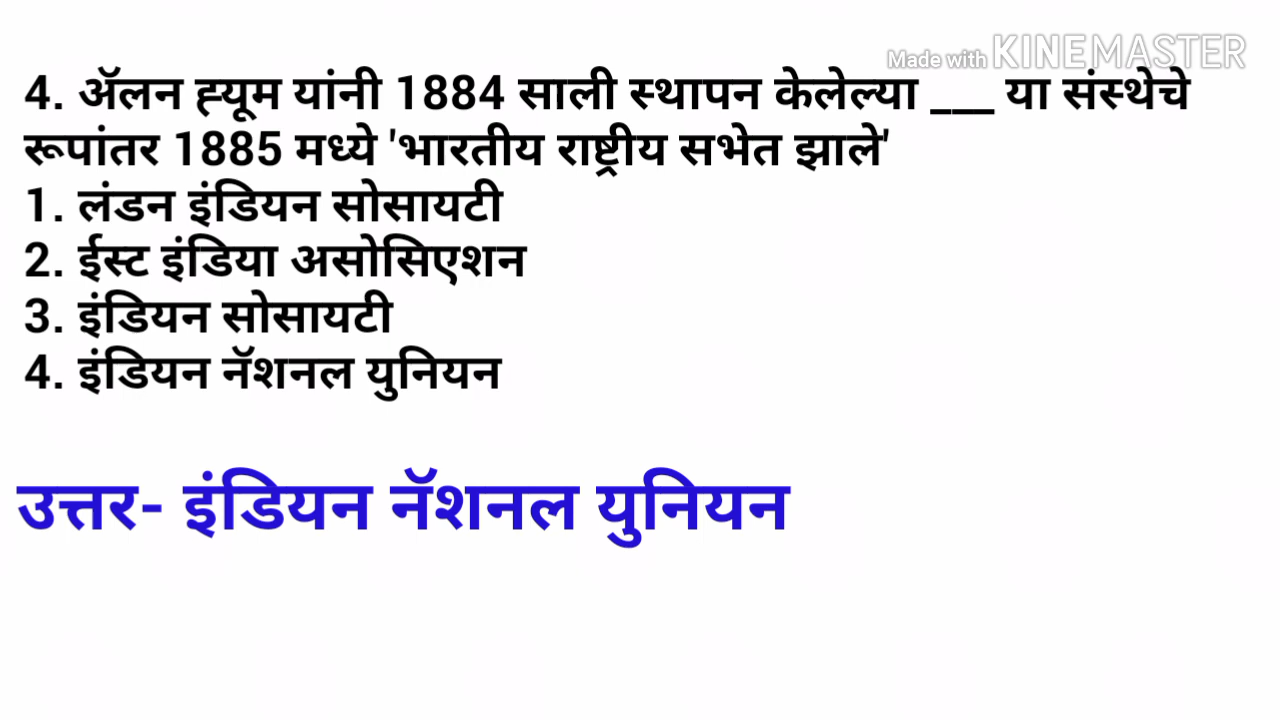 Made with KINEMASTER
4. ॲलन ह्यूम यांनी 1884 साली स्थापन केलेल्या ___ या संस्थेचे
रूपांतर 1885 मध्ये 'भारतीय राष्ट्रीय सभेत झाले'
1. लंडन इंडियन सोसायटी
2. ईस्ट इंडिया असोसिएशन
3. इंडियन सोसायटी
4. इंडियन नॅशनल युनियन
उत्तर- इंडियन नॅशनल युनियन